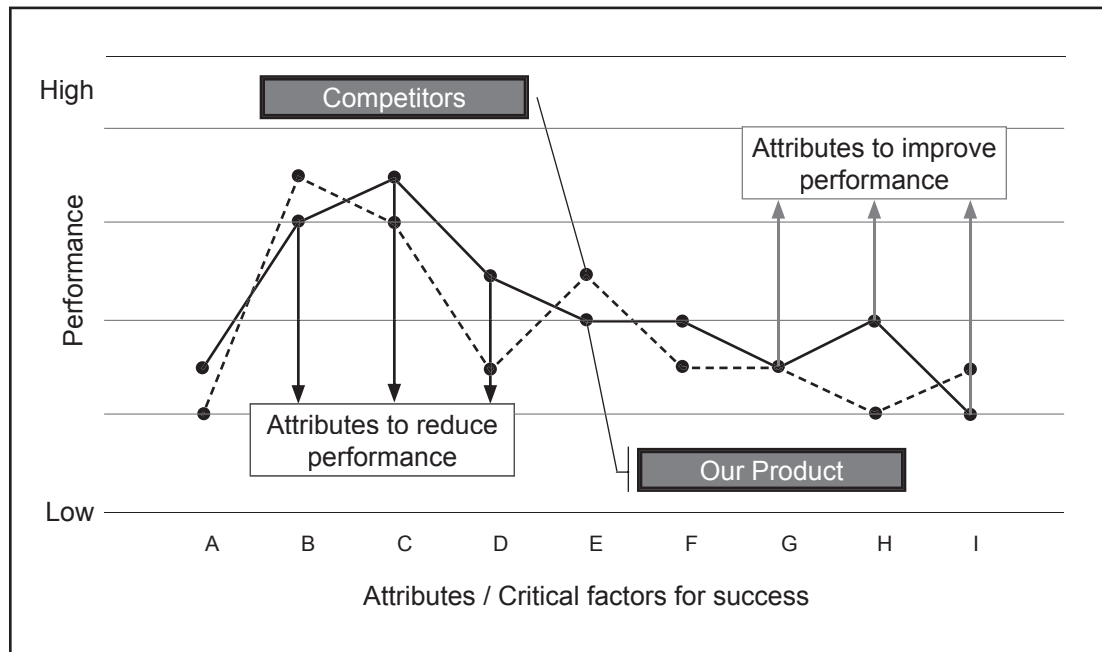 High
Competitors
Attributes to improve
performance
Performance
Attributes to reduce
performance
Our Product
Low
A B C D E F G H I
Attributes / Critical factors for success